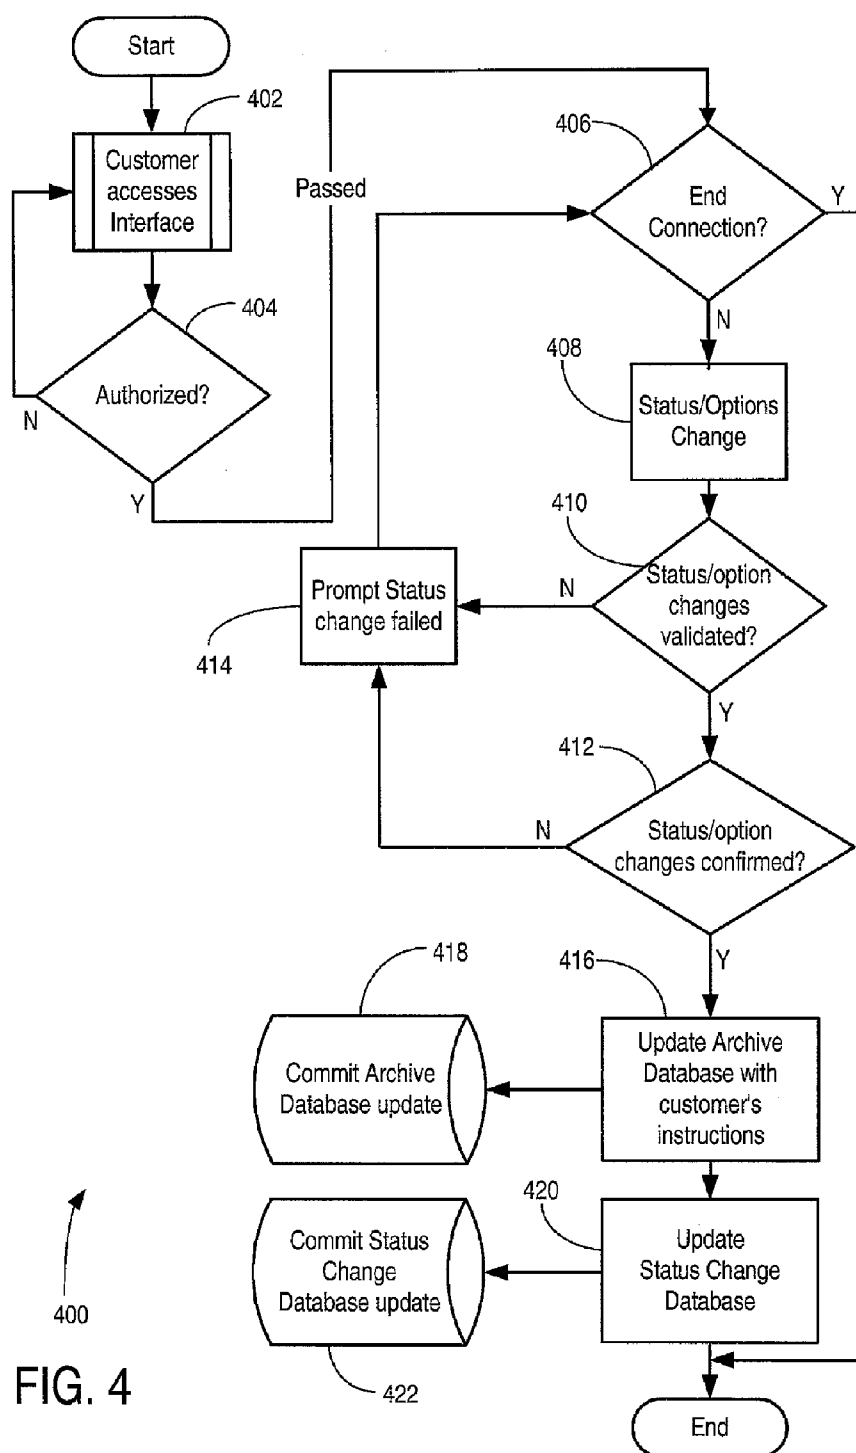 Start
402
Customer
accesses
Interface
404
Authorized?
N
Y
Passed
406
End
Connection?
Y
N
408
Status/Options
Change
410
Status/option
changes
validated?
N
Y
Prompt Status
change failed
414
412
Status/option
changes confirmed?
N
Y
416
Update Archive
Database with
customer's
instructions
418
Commit Archive
Database update
420
Update
Status Change
Database
Commit Status
Change
Database update
422
400
FIG. 4
End